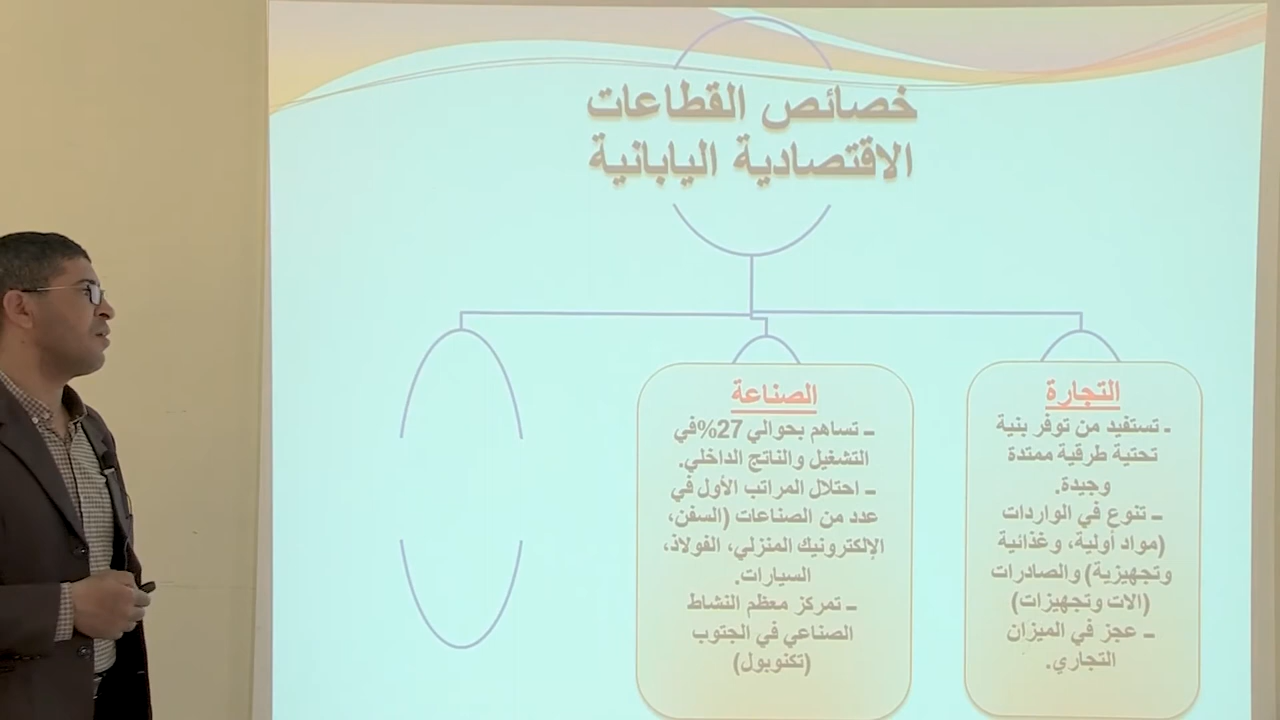 خصائص القطاعات
الاقتصادية اليابانية
التجارة
- تستفيد من توفر بنية
تحتية طرقية ممتدة
وجيدة.
– تنوع في الواردات
(مواد أولية، وغذائية
وتجهيزية) والصادرات
(الات وتجهيزات)
– عجز في الميزان
التجاري.
الصناعة
– تساهم بحوالي 27%في
التشغيل والناتج الداخلي.
– احتلال المراتب الأول في
عدد من الصناعات (السفن،
الإلكترونيك المنزلي، الفولاذ،
السيارات.
– تمركز معظم النشاط
الصناعي في الجتوب
(تكنوبول)